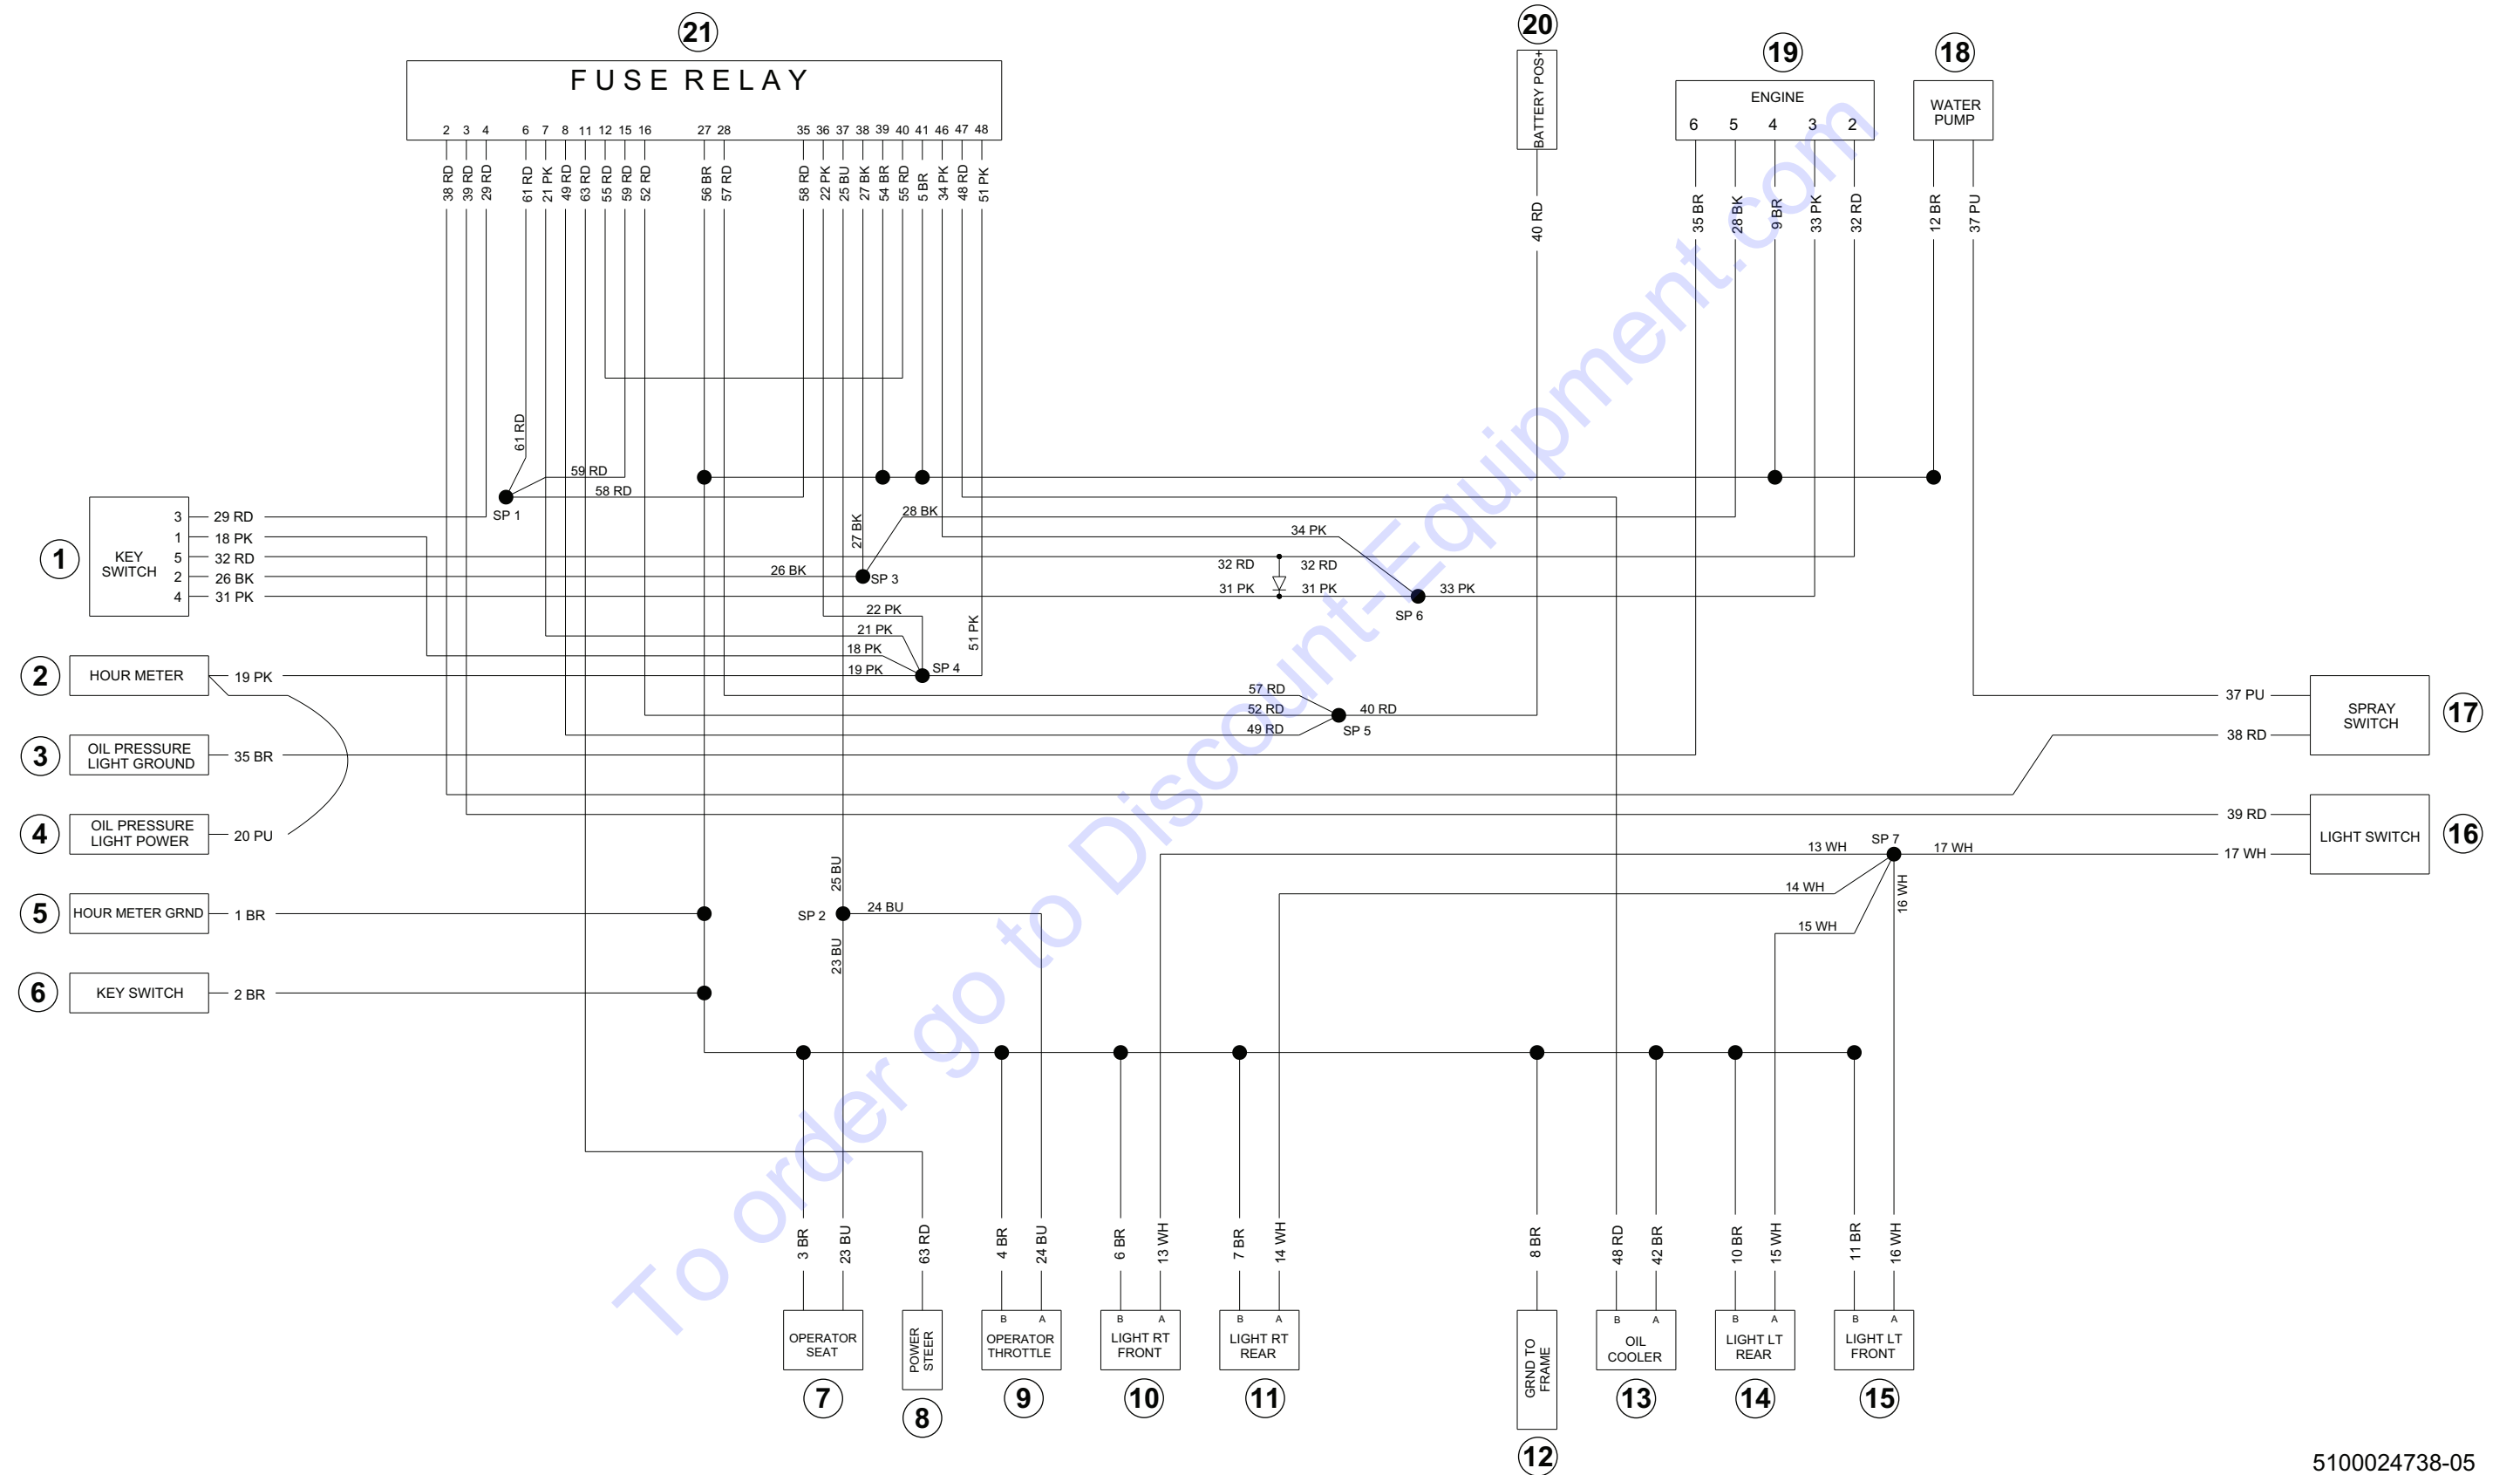 21
FUSE RELAY
2 3 4 6 7 8 11 12 15 16 27 28 35 36 37 38 39 40 41 46 47 48
38 RD
39 RD
29 RD
61 RD
21 PK
49 RD
63 RD
55 RD
59 RD
52 RD
56 BR
57 RD
58 RD
22 PK
25 BU
27 BK
54 BR
55 RD
5 BR
34 PK
48 RD
51 PK
20
BATTERY POS+
40 RD
19
ENGINE
6 5 4 3 2
35 BR
28 BK
9 BR
33 PK
32 RD
18
WATER
PUMP
12 BR
37 PU
61 RD
59 RD
58 RD
SP 1
1
KEY
SWITCH
3 29 RD
1 18 PK
5 32 RD
2 26 BK
4 31 PK
27 BK
28 BK
26 BK
SP 3
34 PK
32 RD
32 RD
31 PK
31 PK
33 PK
SP 6
22 PK
21 PK
18 PK
19 PK
SP 4
51 PK
57 RD
52 RD
49 RD
40 RD
SP 5
2
HOUR METER
19 PK
3
OIL PRESSURE
LIGHT GROUND
35 BR
4
OIL PRESSURE
LIGHT POWER
20 PU
5
HOUR METER GRND
1 BR
6
KEY SWITCH
2 BR
37 PU
38 RD
SPRAY
SWITCH
17
39 RD
17 WH
LIGHT SWITCH
16
25 BU
SP 2
24 BU
23 BU
SP 7
13 WH
17 WH
14 WH
15 WH
16 WH
3 BR
23 BU
63 RD
4 BR
24 BU
6 BR
13 WH
7 BR
14 WH
8 BR
48 RD
42 BR
10 BR
15 WH
11 BR
16 WH
OPERATOR
SEAT
7
POWER
STEER
8
B A
OPERATOR
THROTTLE
9
B A
LIGHT RT
FRONT
10
B A
LIGHT RT
REAR
11
GRND TO
FRAME
12
B A
OIL
COOLER
13
B A
LIGHT LT
REAR
14
B A
LIGHT LT
FRONT
15
To order go to Discount-Equipment.com
5100024738-05